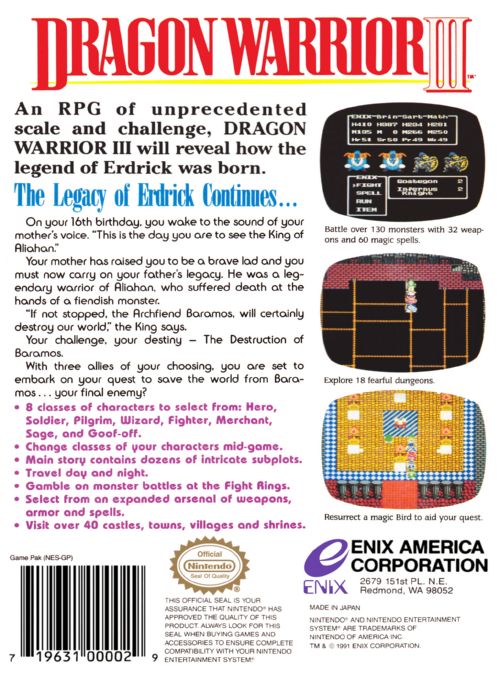 DRAGON WARRIOR III
TM
An RPG of unprecedented
scale and challenge, DRAGON
WARRIOR III will reveal how the
legend of Erdrick was born.
The Legacy of Erdrick Continues...
On your 16th birthday, you wake to the sound of your
mother's voice. "This is the day you are to see the King of
Aliahan."
Your mother has raised you to be a brave lad and you
must now carry on your father's legacy. He was a leg-
endary warrior of Aliahan, who suffered death at the
hands of a fiendish monster.
"If not stopped, the Archfiend Baramos, will certainly
destroy our world," the King says.
Your challenge, your destiny – The Destruction of
Baramos.
With three allies of your choosing, you are set to
embark on your quest to save the world from Bara-
mos... your final enemy?
• 8 classes of characters to select from: Hero,
Soldier, Pilgrim, Wizard, Fighter, Merchant,
Sage, and Goof-off.
• Change classes of your characters mid-game.
• Main story contains dozens of intricate subplots.
• Travel day and night.
• Gamble on monster battles at the Fight Rings.
• Select from an expanded arsenal of weapons,
armor and spells.
• Visit over 40 castles, towns, villages and shrines.
ENIX Brin Gart Math
H410 H087 H204 H281
M105 M 0 M266 M250
Hr51 Sr50 Pr49 Wr49
ENIX
FIGHT
SPELL
RUN
ITEM
Goategon 2
Infernus
Knight 2
Battle over 130 monsters with 32 weap-
ons and 60 magic spells.
Explore 18 fearful dungeons.
Resurrect a magic Bird to aid your quest.
Game Pak (NES-GP)
7 19631 00002 9
Official
Nintendo
Seal Of Quality
THIS OFFICIAL SEAL IS YOUR
ASSURANCE THAT NINTENDO® HAS
APPROVED THE QUALITY OF THIS
PRODUCT. ALWAYS LOOK FOR THIS
SEAL WHEN BUYING GAMES AND
ACCESSORIES TO ENSURE COMPLETE
COMPATIBILITY WITH YOUR NINTENDO
ENTERTAINMENT SYSTEM®
ENIX
ENIX AMERICA
CORPORATION
2679 151st PL. N.E.
Redmond, WA 98052
MADE IN JAPAN
NINTENDO® AND NINTENDO ENTERTAINMENT
SYSTEM® ARE TRADEMARKS OF
NINTENDO OF AMERICA INC.
TM & © 1991 ENIX CORPORATION.